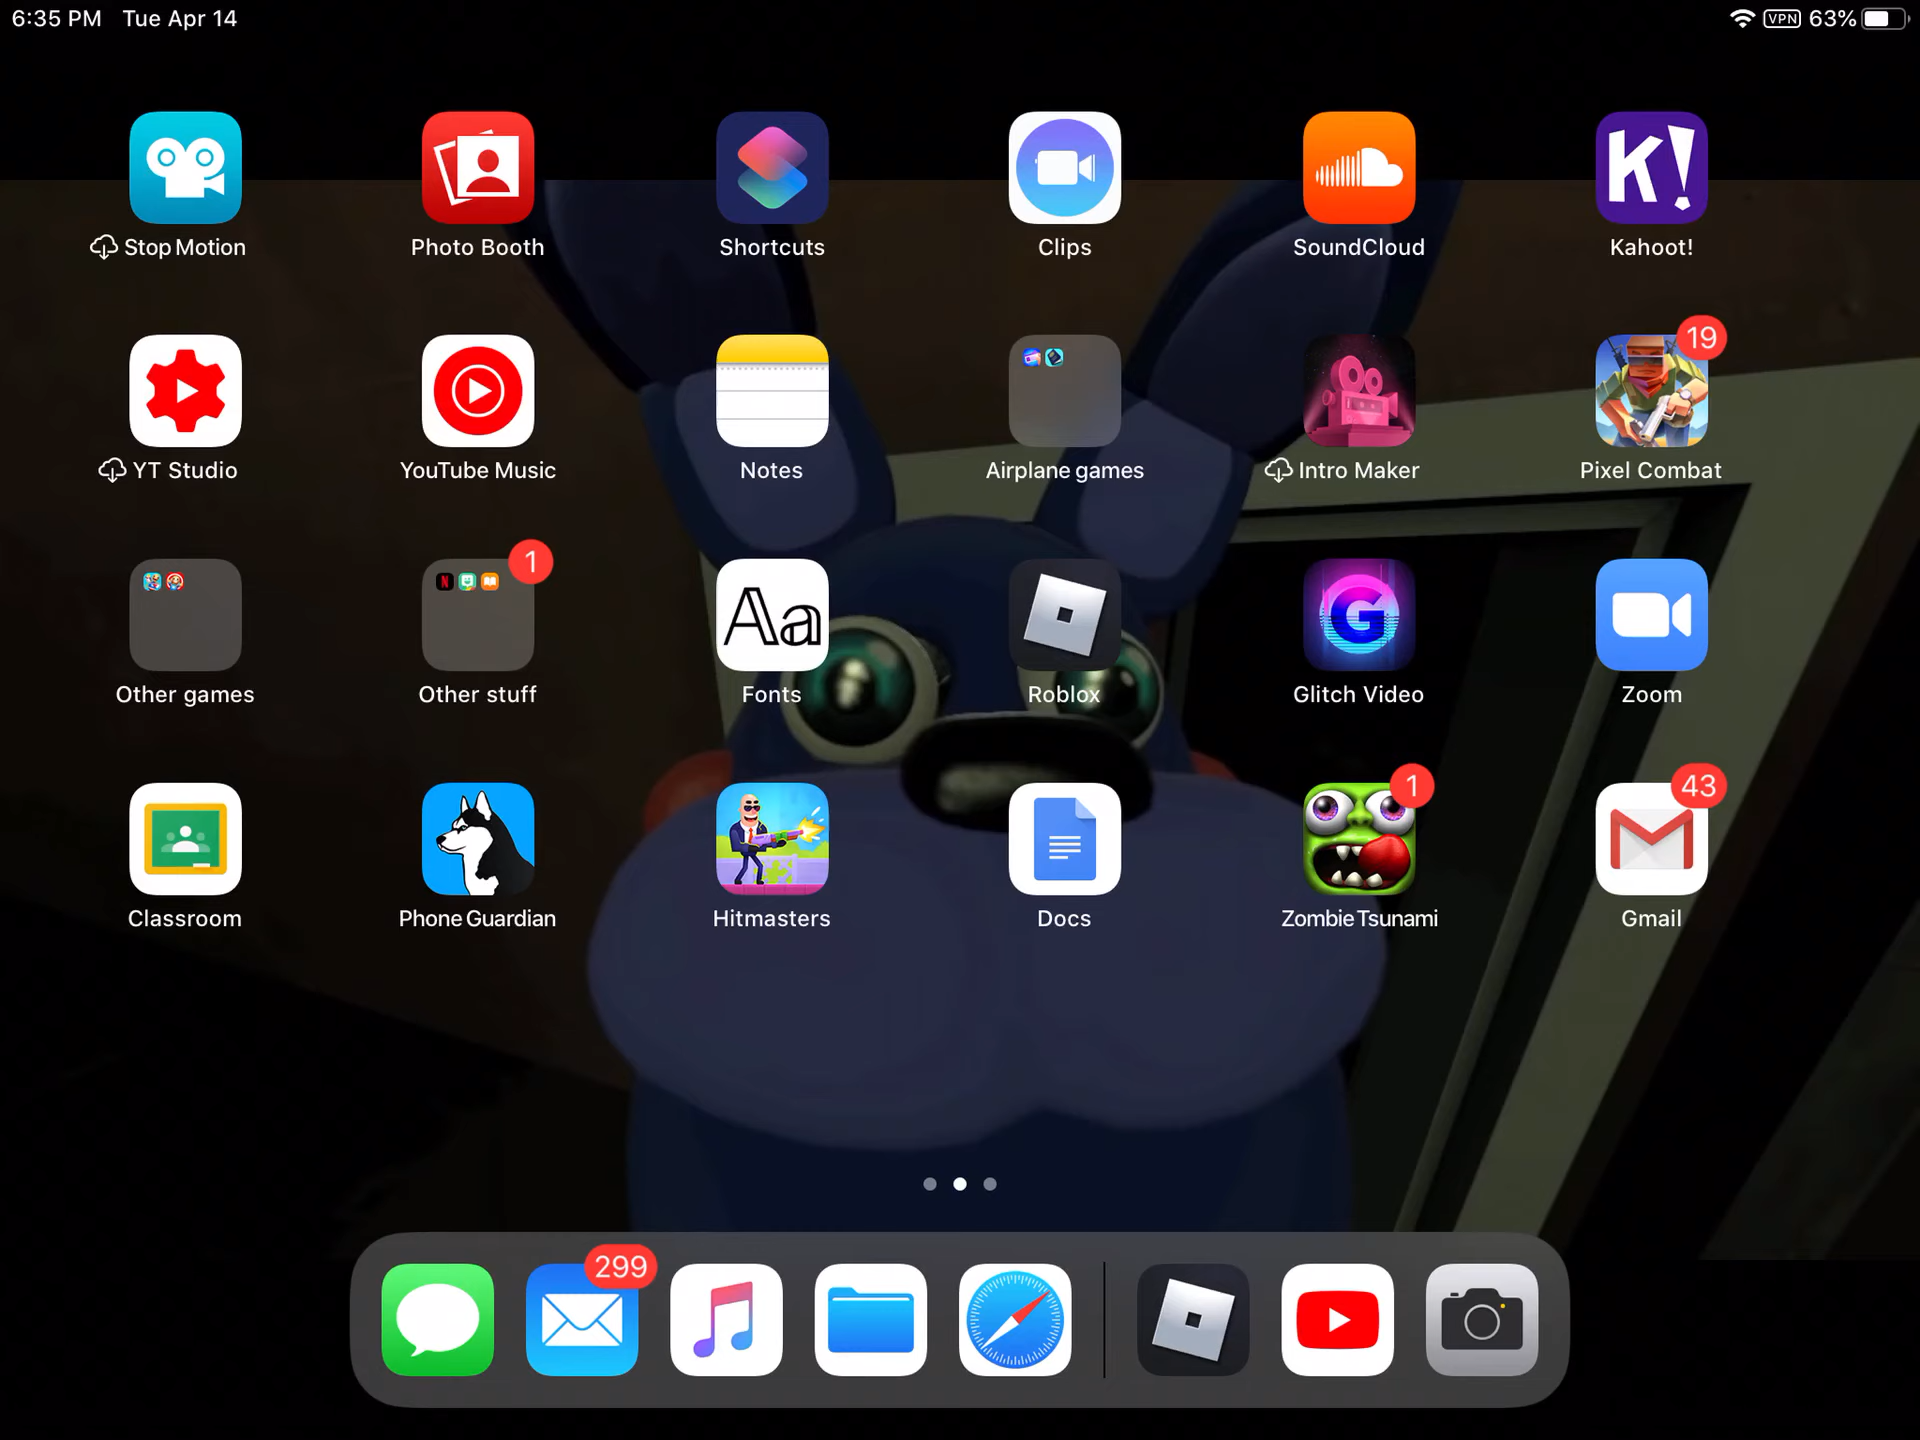 6:35 PM Tue Apr 14
VPN 63%
Stop Motion
Photo Booth
Shortcuts
Clips
SoundCloud
K!
Kahoot!
19
YT Studio
YouTube Music
Notes
Airplane games
Intro Maker
Pixel Combat
N
1
Aa
G
Other games
Other stuff
Fonts
Roblox
Glitch Video
Zoom
1
43
Classroom
Phone Guardian
Hitmasters
Docs
Zombie Tsunami
Gmail
299